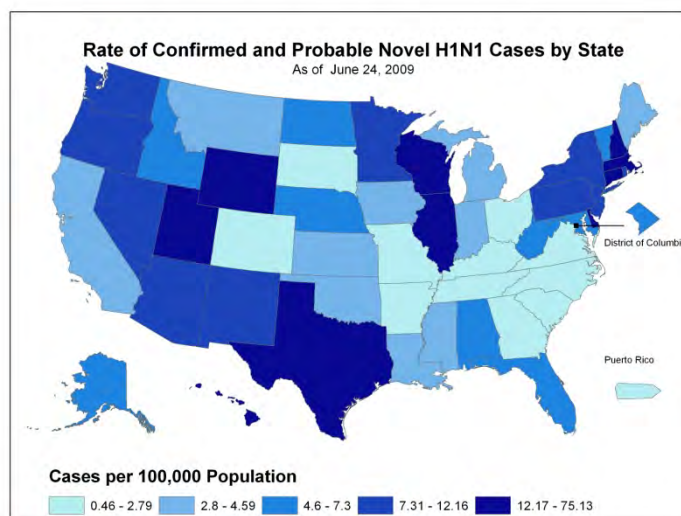 Rate of Confirmed and Probable Novel H1N1 Cases by State
As of June 24, 2009
District of Columbi
Puerto Rico
Cases per 100,000 Population
0.46 - 2.79 2.8 - 4.59 4.6 - 7.3 7.31 - 12.16 12.17 - 75.13